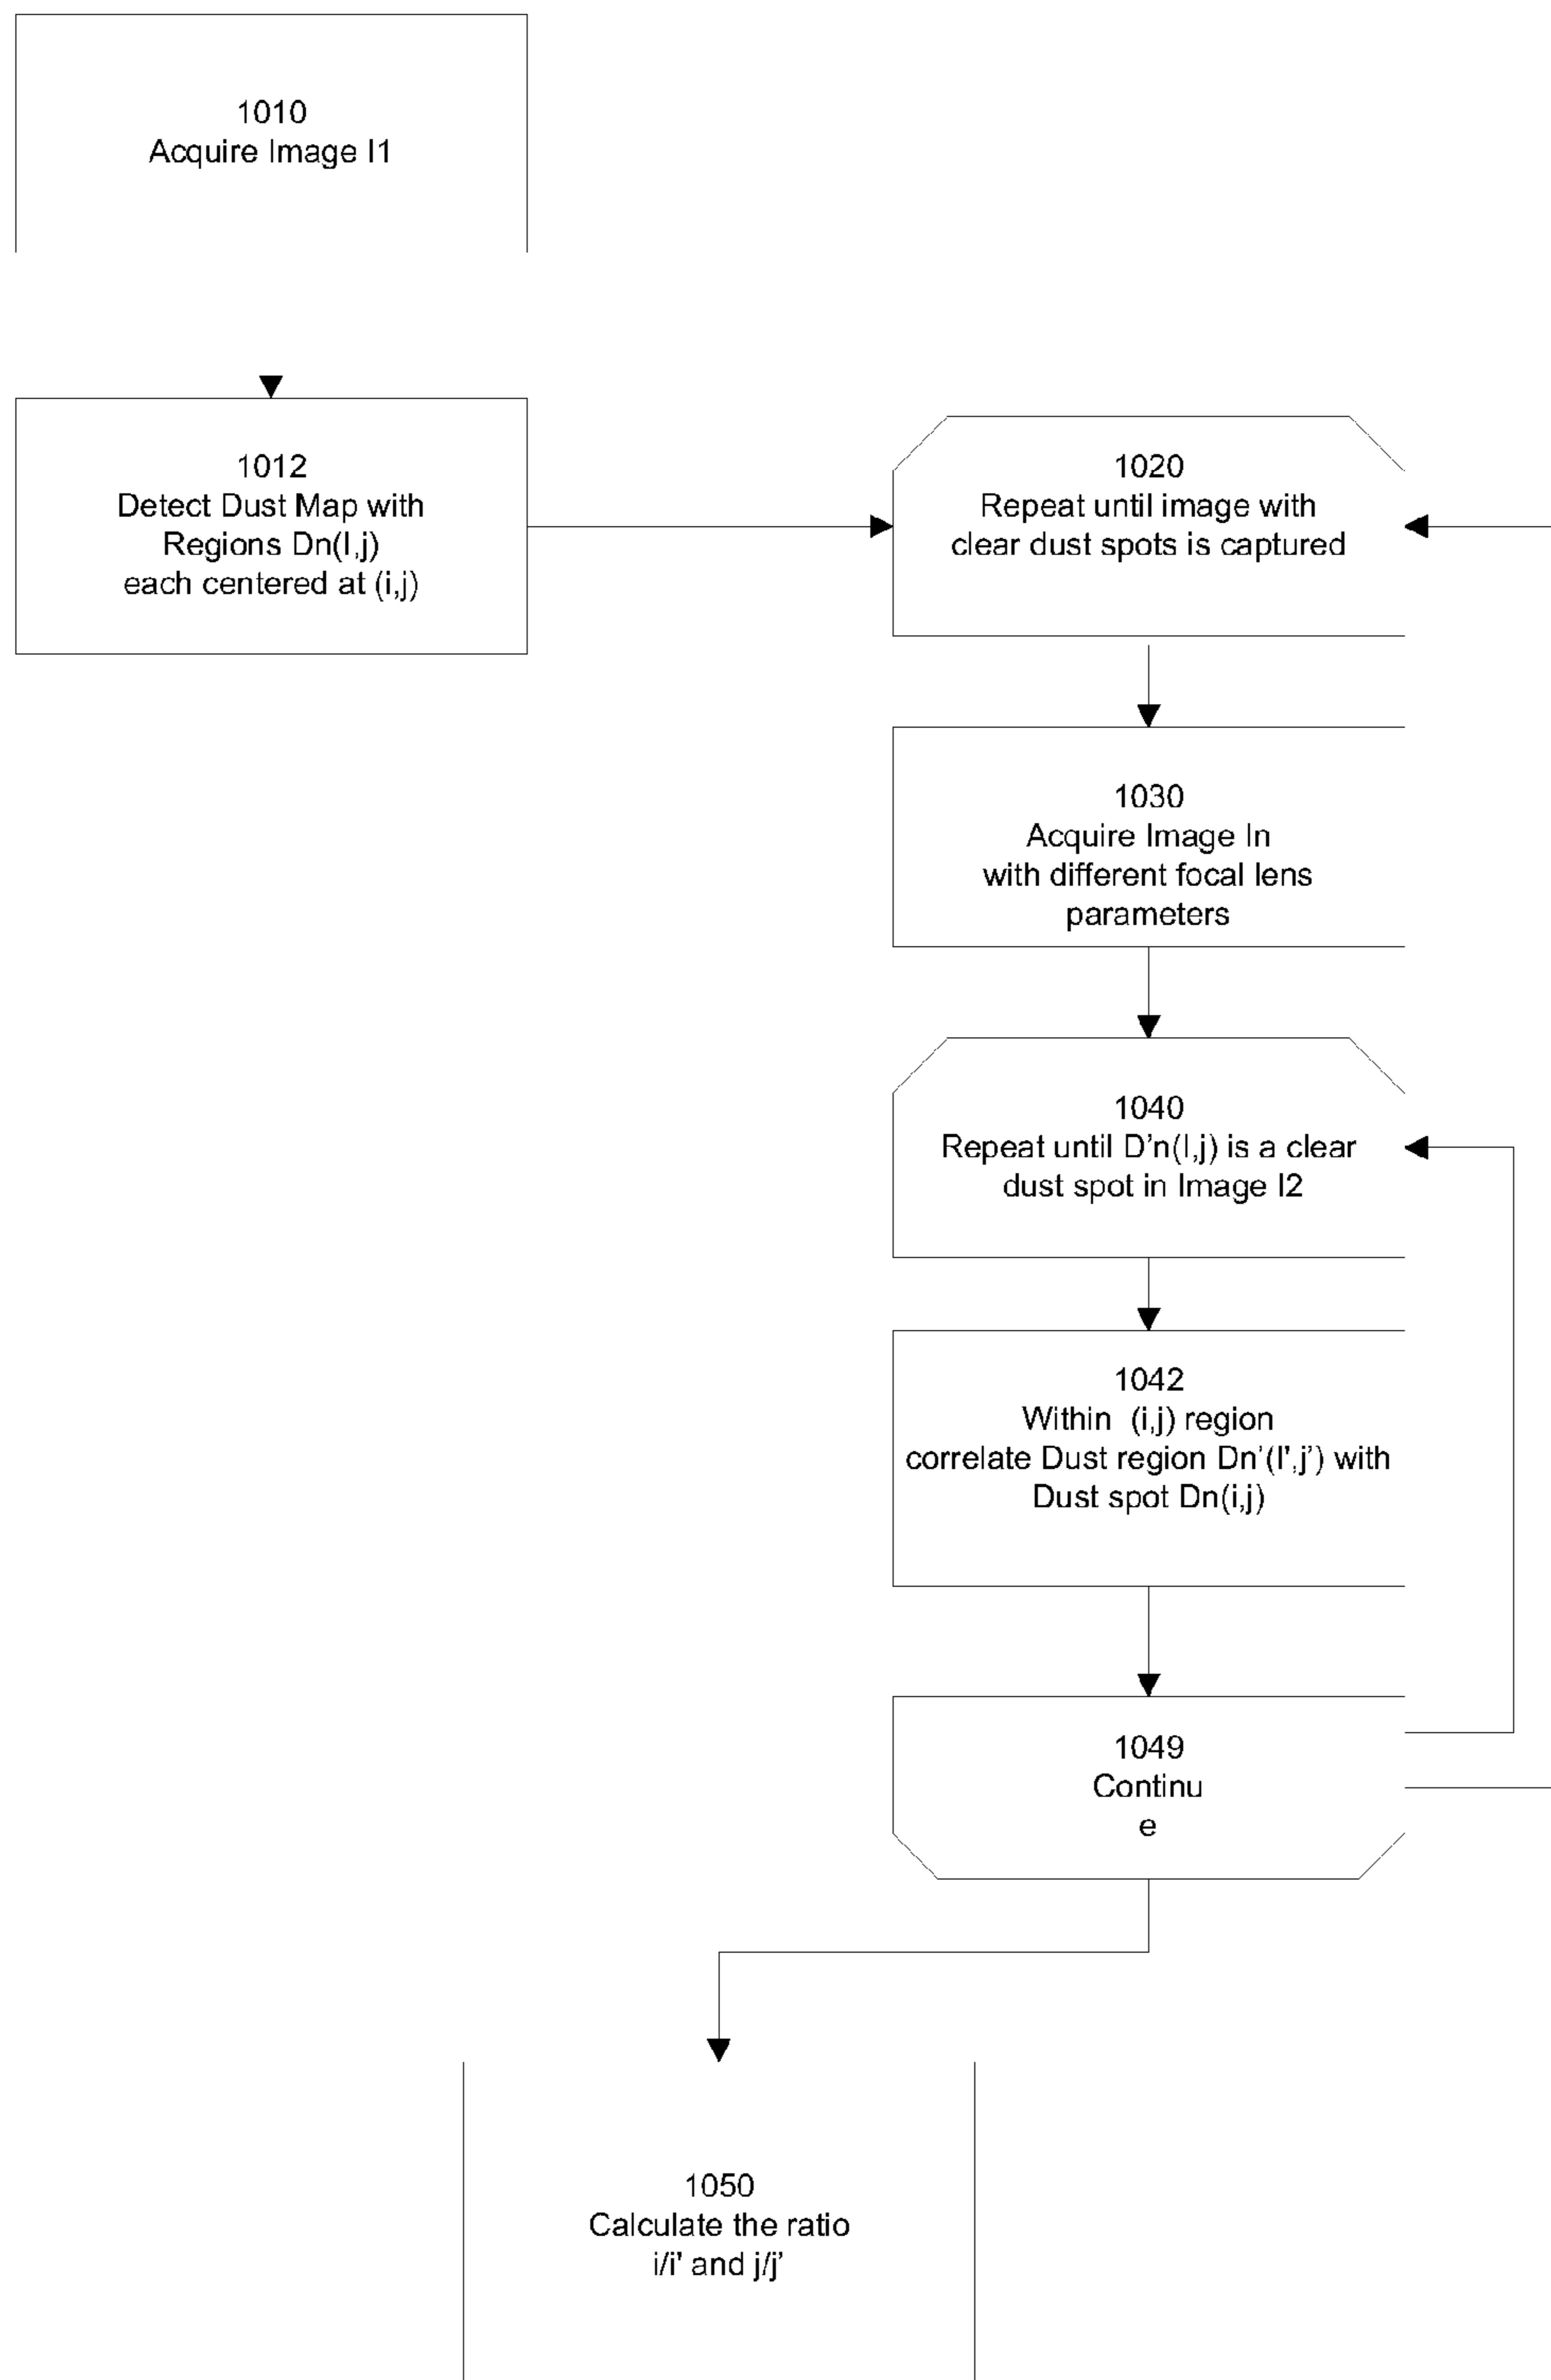 1010
Acquire Image I1
1012
Detect Dust Map with
Regions Dn(I,j)
each centered at (i,j)
1020
Repeat until image with
clear dust spots is captured
1030
Acquire Image In
with different focal lens
parameters
1040
Repeat until D’n(I,j) is a clear
dust spot in Image I2
1042
Within  (i,j) region
correlate Dust region Dn’(I',j’) with
Dust spot Dn(i,j)
1049
Continu
e
1050
Calculate the ratio
i/i' and j/j’